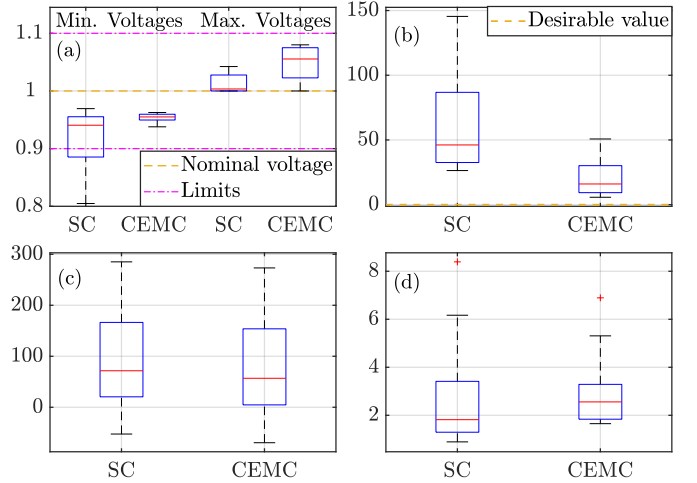 Min. Voltages Max. Voltages
(a)
1.1
1
0.9
0.8
Nominal voltage
Limits
SC CEMC SC CEMC
(b)
Desirable value
150
100
50
0
SC CEMC
(c)
300
200
100
0
SC CEMC
(d)
8
6
4
2
SC CEMC